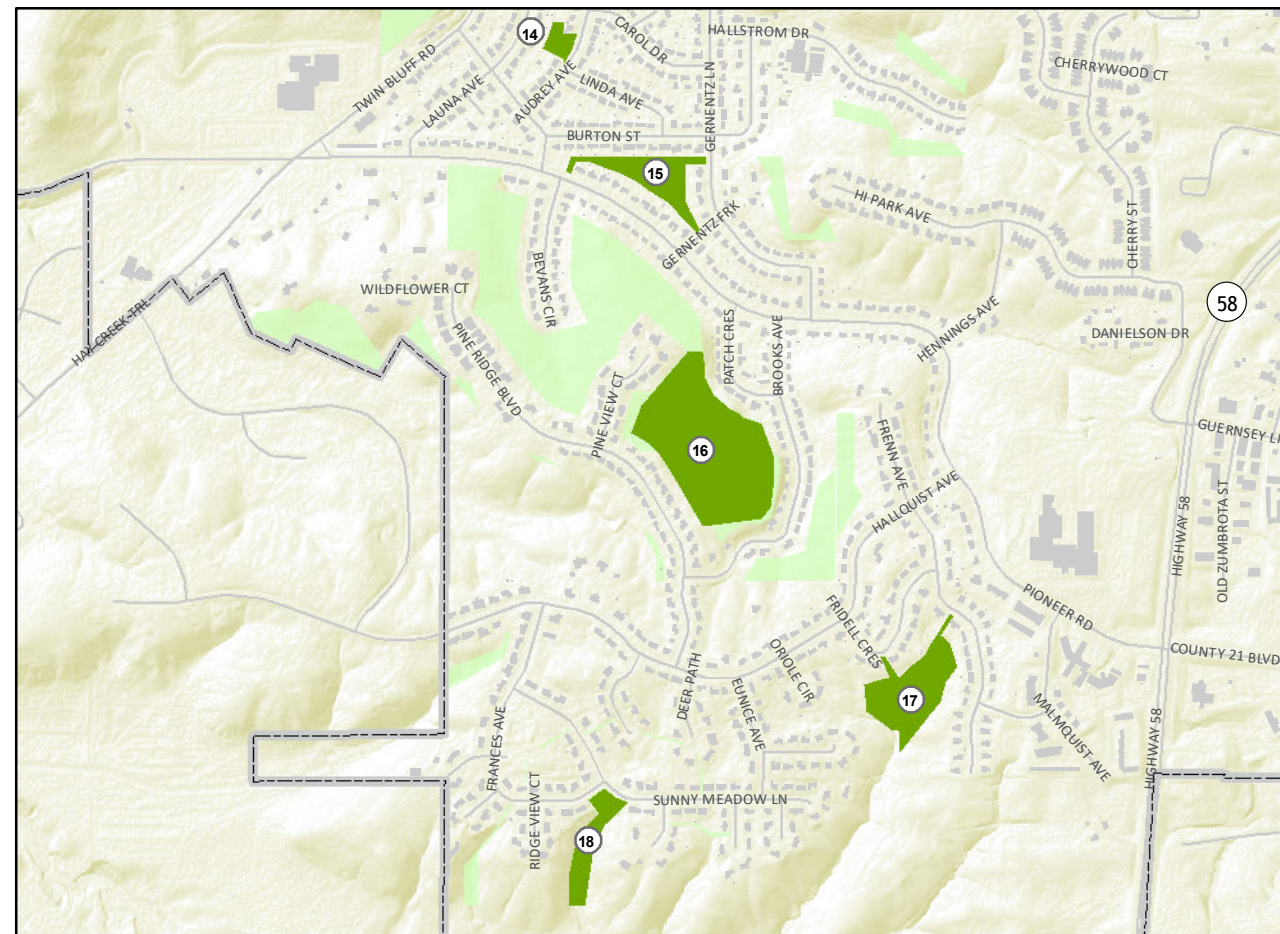 14
CAROL DR
HALLSTROM DR
TWIN BLUFF RD
LAUNA AVE
AUDREY AVE
LINDA AVE
GERNENTZ LN
CHERRYWOOD CT
BURTON ST
15
HI PARK AVE
CHERRY ST
GERNENTZ FRK
BEVANS CIR
WILDFLOWER CT
HAY CREEK TRL
58
PINE RIDGE BLVD
PATCH CRES
BROOKS AVE
HENNINGS AVE
DANIELSON DR
PINE VIEW CT
16
FRENN AVE
GUERNSEY L
HALLQUIST AVE
HIGHWAY 58
OLD ZUMBROTA ST
PIONEER RD
FRIDELL CRES
ORIOLE CIR
COUNTY 21 BLVD
DEER PATH
EUNICE AVE
17
MALMQUIST AVE
FRANCES AVE
HIGHWAY 58
RIDGE VIEW CT
SUNNY MEADOW LN
18